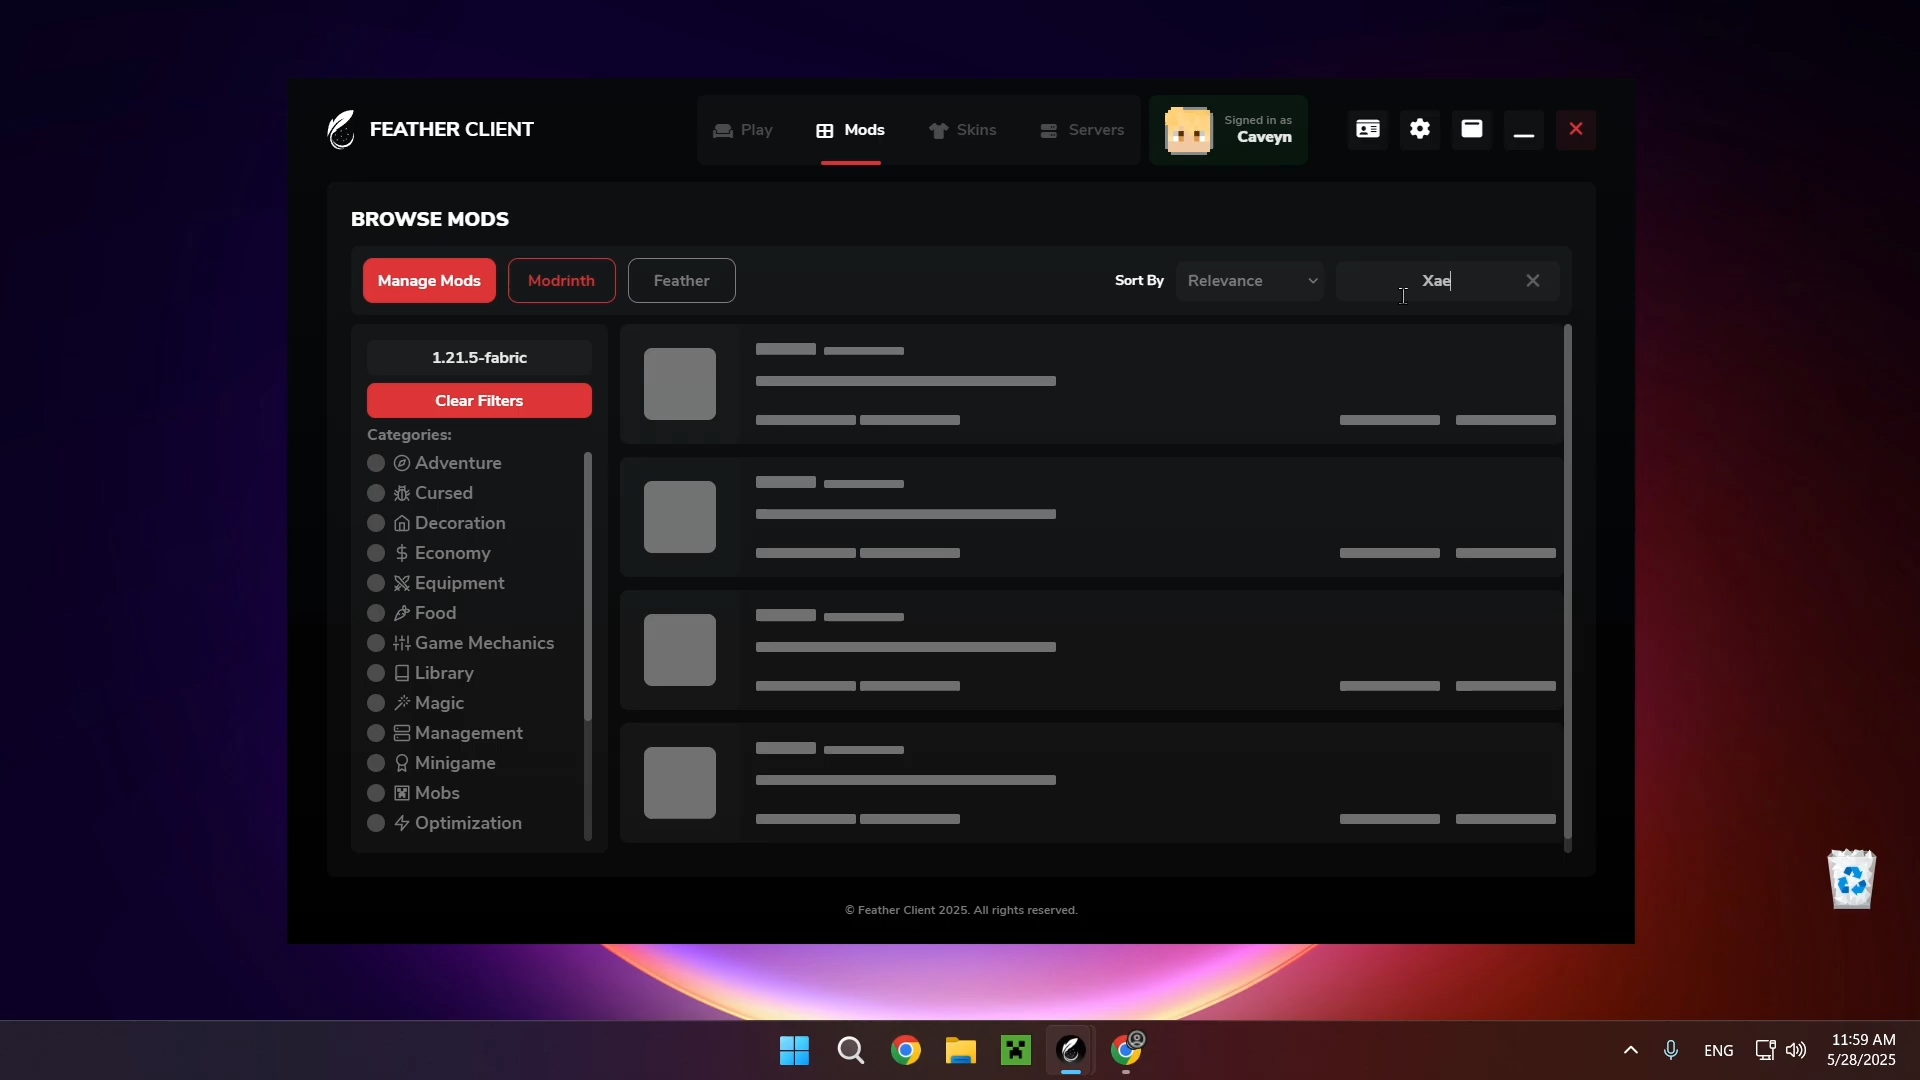 FEATHER CLIENT
Play
Mods
Skins
Servers
Signed in as
Caveyn
BROWSE MODS
Manage Mods
Modrinth
Feather
Sort By
Relevance
Xae
1.21.5-fabric
Clear Filters
Categories:
Adventure
Cursed
Decoration
Economy
Equipment
Food
Game Mechanics
Library
Magic
Management
Minigame
Mobs
Optimization
© Feather Client 2025. All rights reserved.
ENG
11:59 AM
5/28/2025